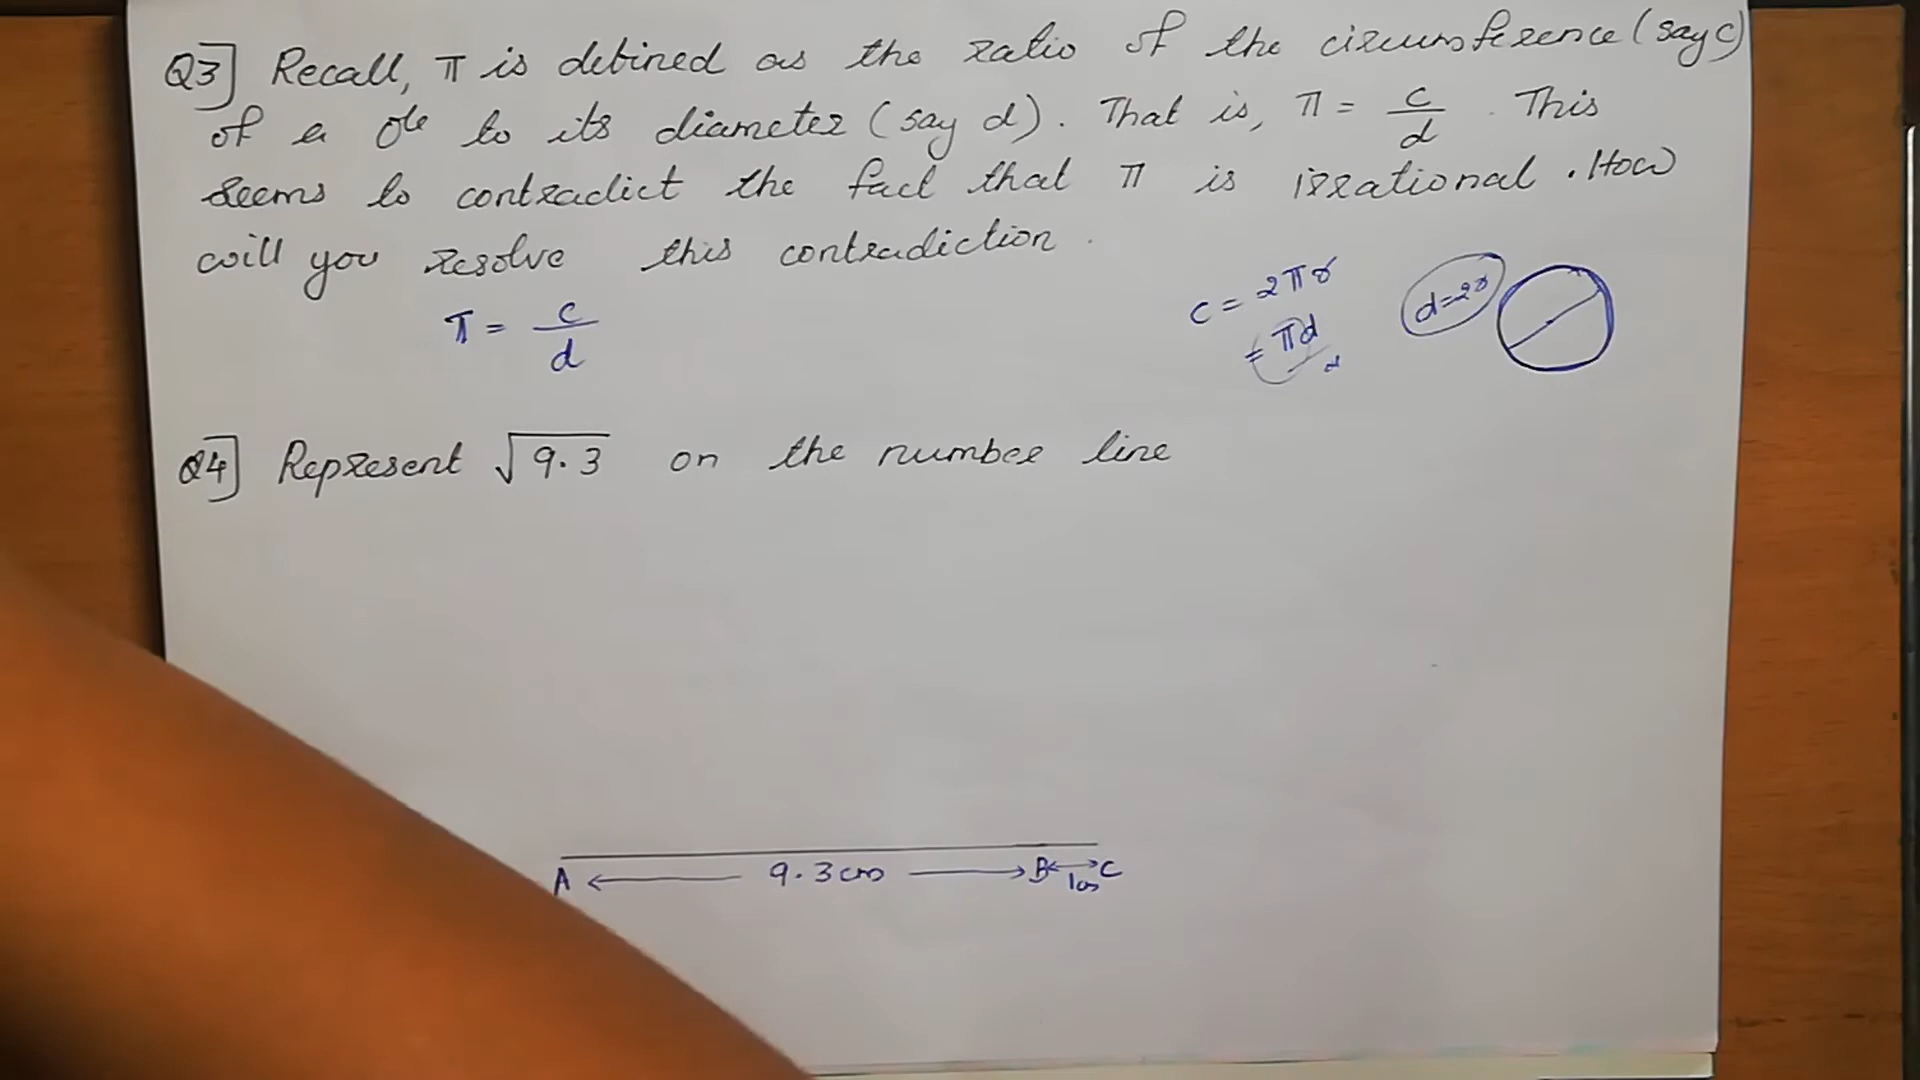 Q3] Recall, π is defined as the ratio of the circumference (say c)
of a ole to its diameter (say d). That is, π = c/d . This
seems to contradict the fact that π is irrational. How
will you resolve this contradiction.
π = c/d
c = 2πr
= πd
d=2r
Q4] Represent √9.3 on the number line
A ← 9.3cm → B ↔ C
1cm